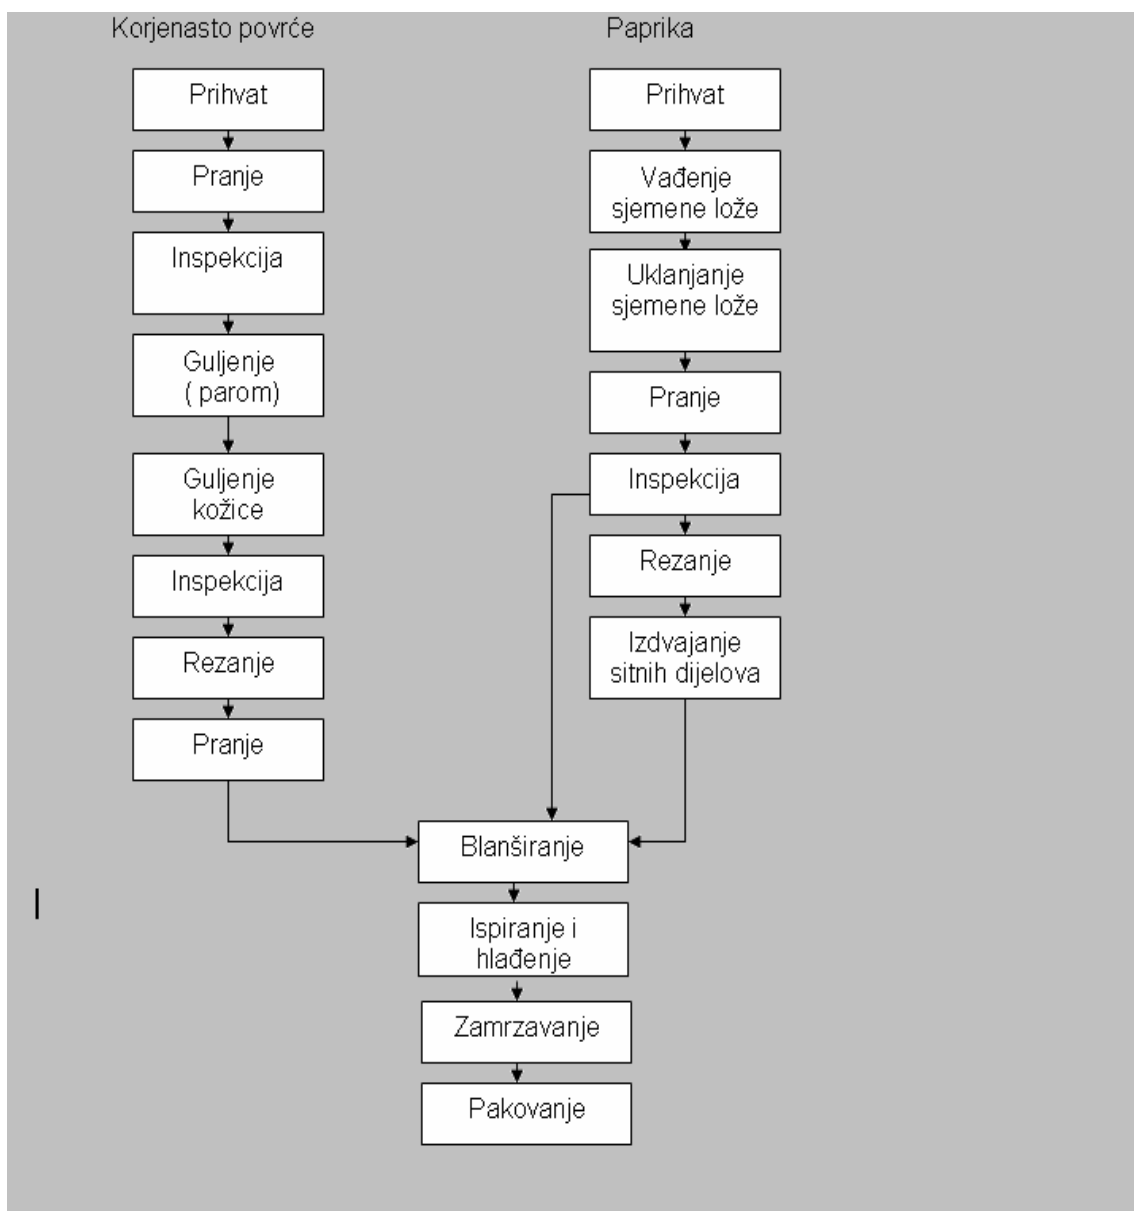 Korjenasto povrće
Prihvat
Pranje
Inspekcija
Guljenje
( parom)
Guljenje
kožice
Inspekcija
Rezanje
Pranje
Paprika
Prihvat
Vađenje
sjemene lože
Uklanjanje
sjemene lože
Pranje
Inspekcija
Rezanje
Izdvajanje
sitnih dijelova
Blanširanje
Ispiranje i
hlađenje
Zamrzavanje
Pakovanje